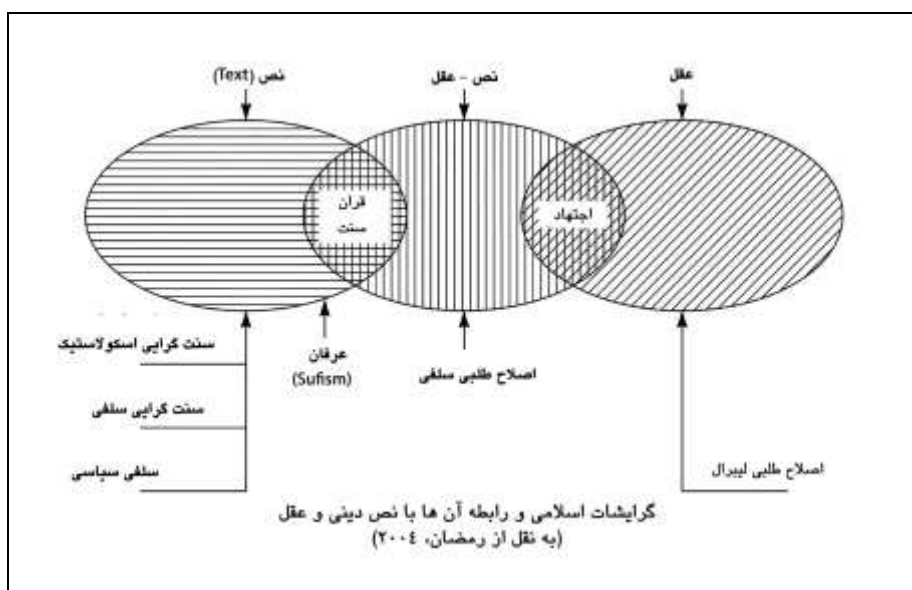 عقل
نص - عقل
نص (Text)
اجتهاد
قران
سنت
عرفان
(Sufism)
اصلاح طلبی سلفی
سنت گرایی اسکولاستیک
سنت گرایی سلفی
سلفی سیاسی
اصلاح طلبی لیبرال
گرایشات اسلامی و رابطه آن ها با نص دینی و عقل
(به نقل از رمضان، ٢٠٠٤)